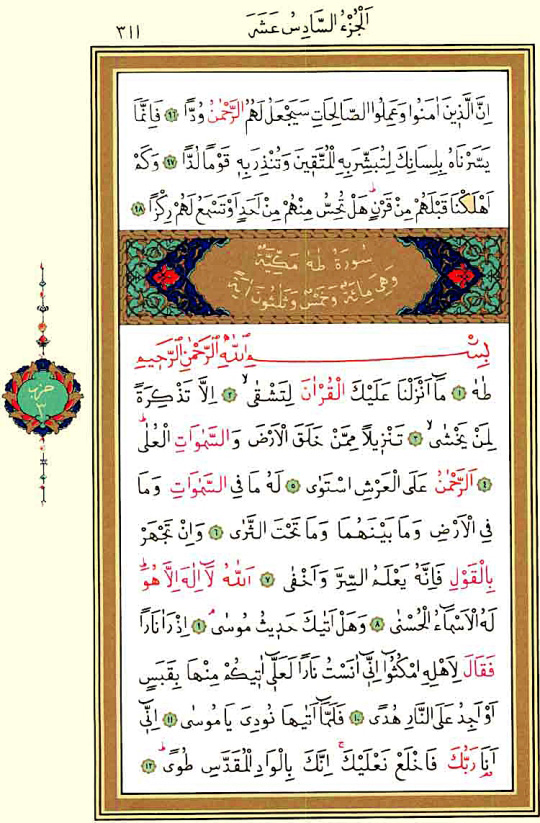 اَلْجُزْءُ السَّادِسُ عَشَرَ
٣١١
اِنَّ الَّذٖينَ اٰمَنُوا وَعَمِلُوا الصَّالِحَاتِ سَيَجْعَلُ لَهُمُ الرَّحْمٰنُ وُدًّا ﴿٩٦﴾ فَاِنَّمَا
يَسَّرْنَاهُ بِلِسَانِكَ لِتُبَشِّرَ بِهِ الْمُتَّقٖينَ وَتُنْذِرَ بِهٖ قَوْمًا لُدًّا ﴿٩٧﴾ وَكَمْ
اَهْلَكْنَا قَبْلَهُمْ مِنْ قَرْنٍ هَلْ تُحِسُّ مِنْهُمْ مِنْ اَحَدٍ اَوْ تَسْمَعُ لَهُمْ رِكْزًا ﴿٩٨﴾
سُورَةُ طٰهٰ مَكِّيَّةٌ
وَهِىَ مِائَةٌ وَخَمْسٌ وَثَلٰثُونَ اٰيَةً
بِسْمِ اللّٰهِ الرَّحْمٰنِ الرَّحٖيمِ
طٰهٰ ﴿١﴾ مَٓا اَنْزَلْنَا عَلَيْكَ الْقُرْاٰنَ لِتَشْقٰىۙ ﴿٢﴾ اِلَّا تَذْكِرَةً
لِمَنْ يَخْشٰىۙ ﴿٣﴾ تَنْزٖيلًا مِمَّنْ خَلَقَ الْاَرْضَ وَالسَّمٰوَاتِ الْعُلٰىۜ
﴿٤﴾ اَلرَّحْمٰنُ عَلَى الْعَرْشِ اسْتَوٰى ﴿٥﴾ لَهُ مَا فِى السَّمٰوَاتِ وَمَا
فِى الْاَرْضِ وَمَا بَيْنَهُمَا وَمَا تَحْتَ الثَّرٰى ﴿٦﴾ وَاِنْ تَجْهَرْ
بِالْقَوْلِ فَاِنَّهُ يَعْلَمُ السِّرَّ وَاَخْفٰى ﴿٧﴾ اَللّٰهُ لَٓا اِلٰهَ اِلَّا هُوَۜ
لَهُ الْاَسْمَٓاءُ الْحُسْنٰى ﴿٨﴾ وَهَلْ اَتٰيكَ حَدٖيثُ مُوسٰىۢ ﴿٩﴾ اِذْ رَاٰ نَارًا
فَقَالَ لِاَهْلِهِ امْكُثُٓوا اِنّٖٓى اٰنَسْتُ نَارًا لَعَلّٖٓى اٰتٖيكُمْ مِنْهَا بِقَبَسٍ
اَوْ اَجِدُ عَلَى النَّارِ هُدًى ﴿١٠﴾ فَلَمَّٓا اَتٰيهَا نُودِىَ يَا مُوسٰى ﴿١١﴾ اِنّٖٓى
اَنَا۬ رَبُّكَ فَاخْلَعْ نَعْلَيْكَۚ اِنَّكَ بِالْوَادِ الْمُقَدَّسِ طُوًىۜ ﴿١٢﴾
حزب
٣